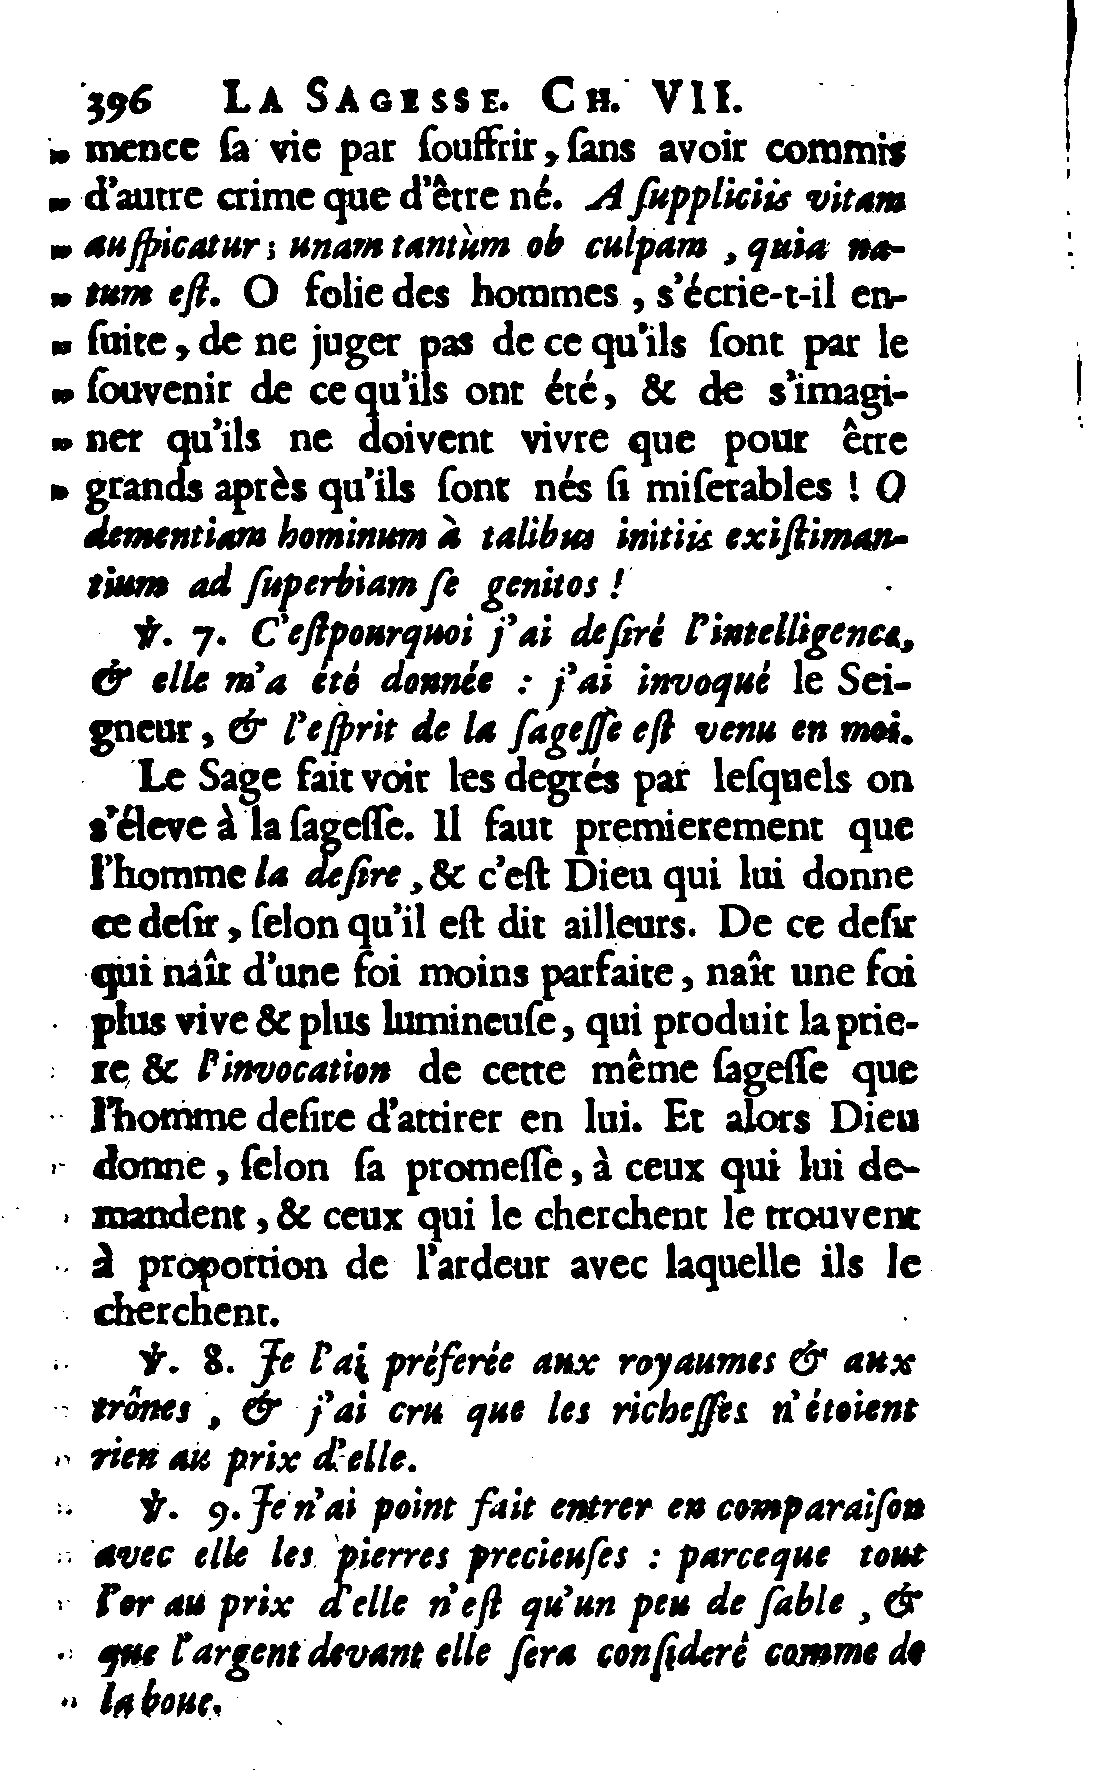 396 LA SAGESSE. CH. VII.
„ mence ſa vie par ſouffrir, ſans avoir commis
„ d'autre crime que d'être né. A ſuppliciis vitam
„ auſpicatur ; unam tantùm ob culpam , quia na-
„ tum eſt. O folie des hommes , s'écrie-t-il en-
„ ſuite, de ne juger pas de ce qu'ils ſont par le
„ ſouvenir de ce qu'ils ont été, & de s'imagi-
„ ner qu'ils ne doivent vivre que pour être
„ grands après qu'ils ſont nés ſi miſerables ! O
dementiam hominum à talibus initiis exiſtiman-
tium ad ſuperbiam ſe genitos !
℣. 7. C'eſtpourquoi j'ai deſiré l'intelligence,
& elle m'a été donnée : j'ai invoqué le Sei-
gneur, & l'eſprit de la ſageſſe eſt venu en moi.
Le Sage fait voir les degrés par leſquels on
s'éleve à la ſageſſe. Il faut premierement que
l'homme la deſire, & c'eſt Dieu qui lui donne
ce deſir, ſelon qu'il eſt dit ailleurs. De ce deſir
qui naît d'une foi moins parfaite, naît une foi
plus vive & plus lumineuſe, qui produit la prie-
re & l'invocation de cette même ſageſſe que
l'homme deſire d'attirer en lui. Et alors Dieu
donne, ſelon ſa promeſſe, à ceux qui lui de-
mandent, & ceux qui le cherchent le trouvent
à proportion de l'ardeur avec laquelle ils le
cherchent.
℣. 8. Je l'ai préferée aux royaumes & aux
trônes , & j'ai cru que les richeſſes n'étoient
rien au prix d'elle.
℣. 9. Je n'ai point fait entrer en comparaiſon
avec elle les pierres precieuſes : parceque tout
l'or au prix d'elle n'eſt qu'un peu de ſable , &
que l'argent devant elle ſera conſideré comme de
la boue.